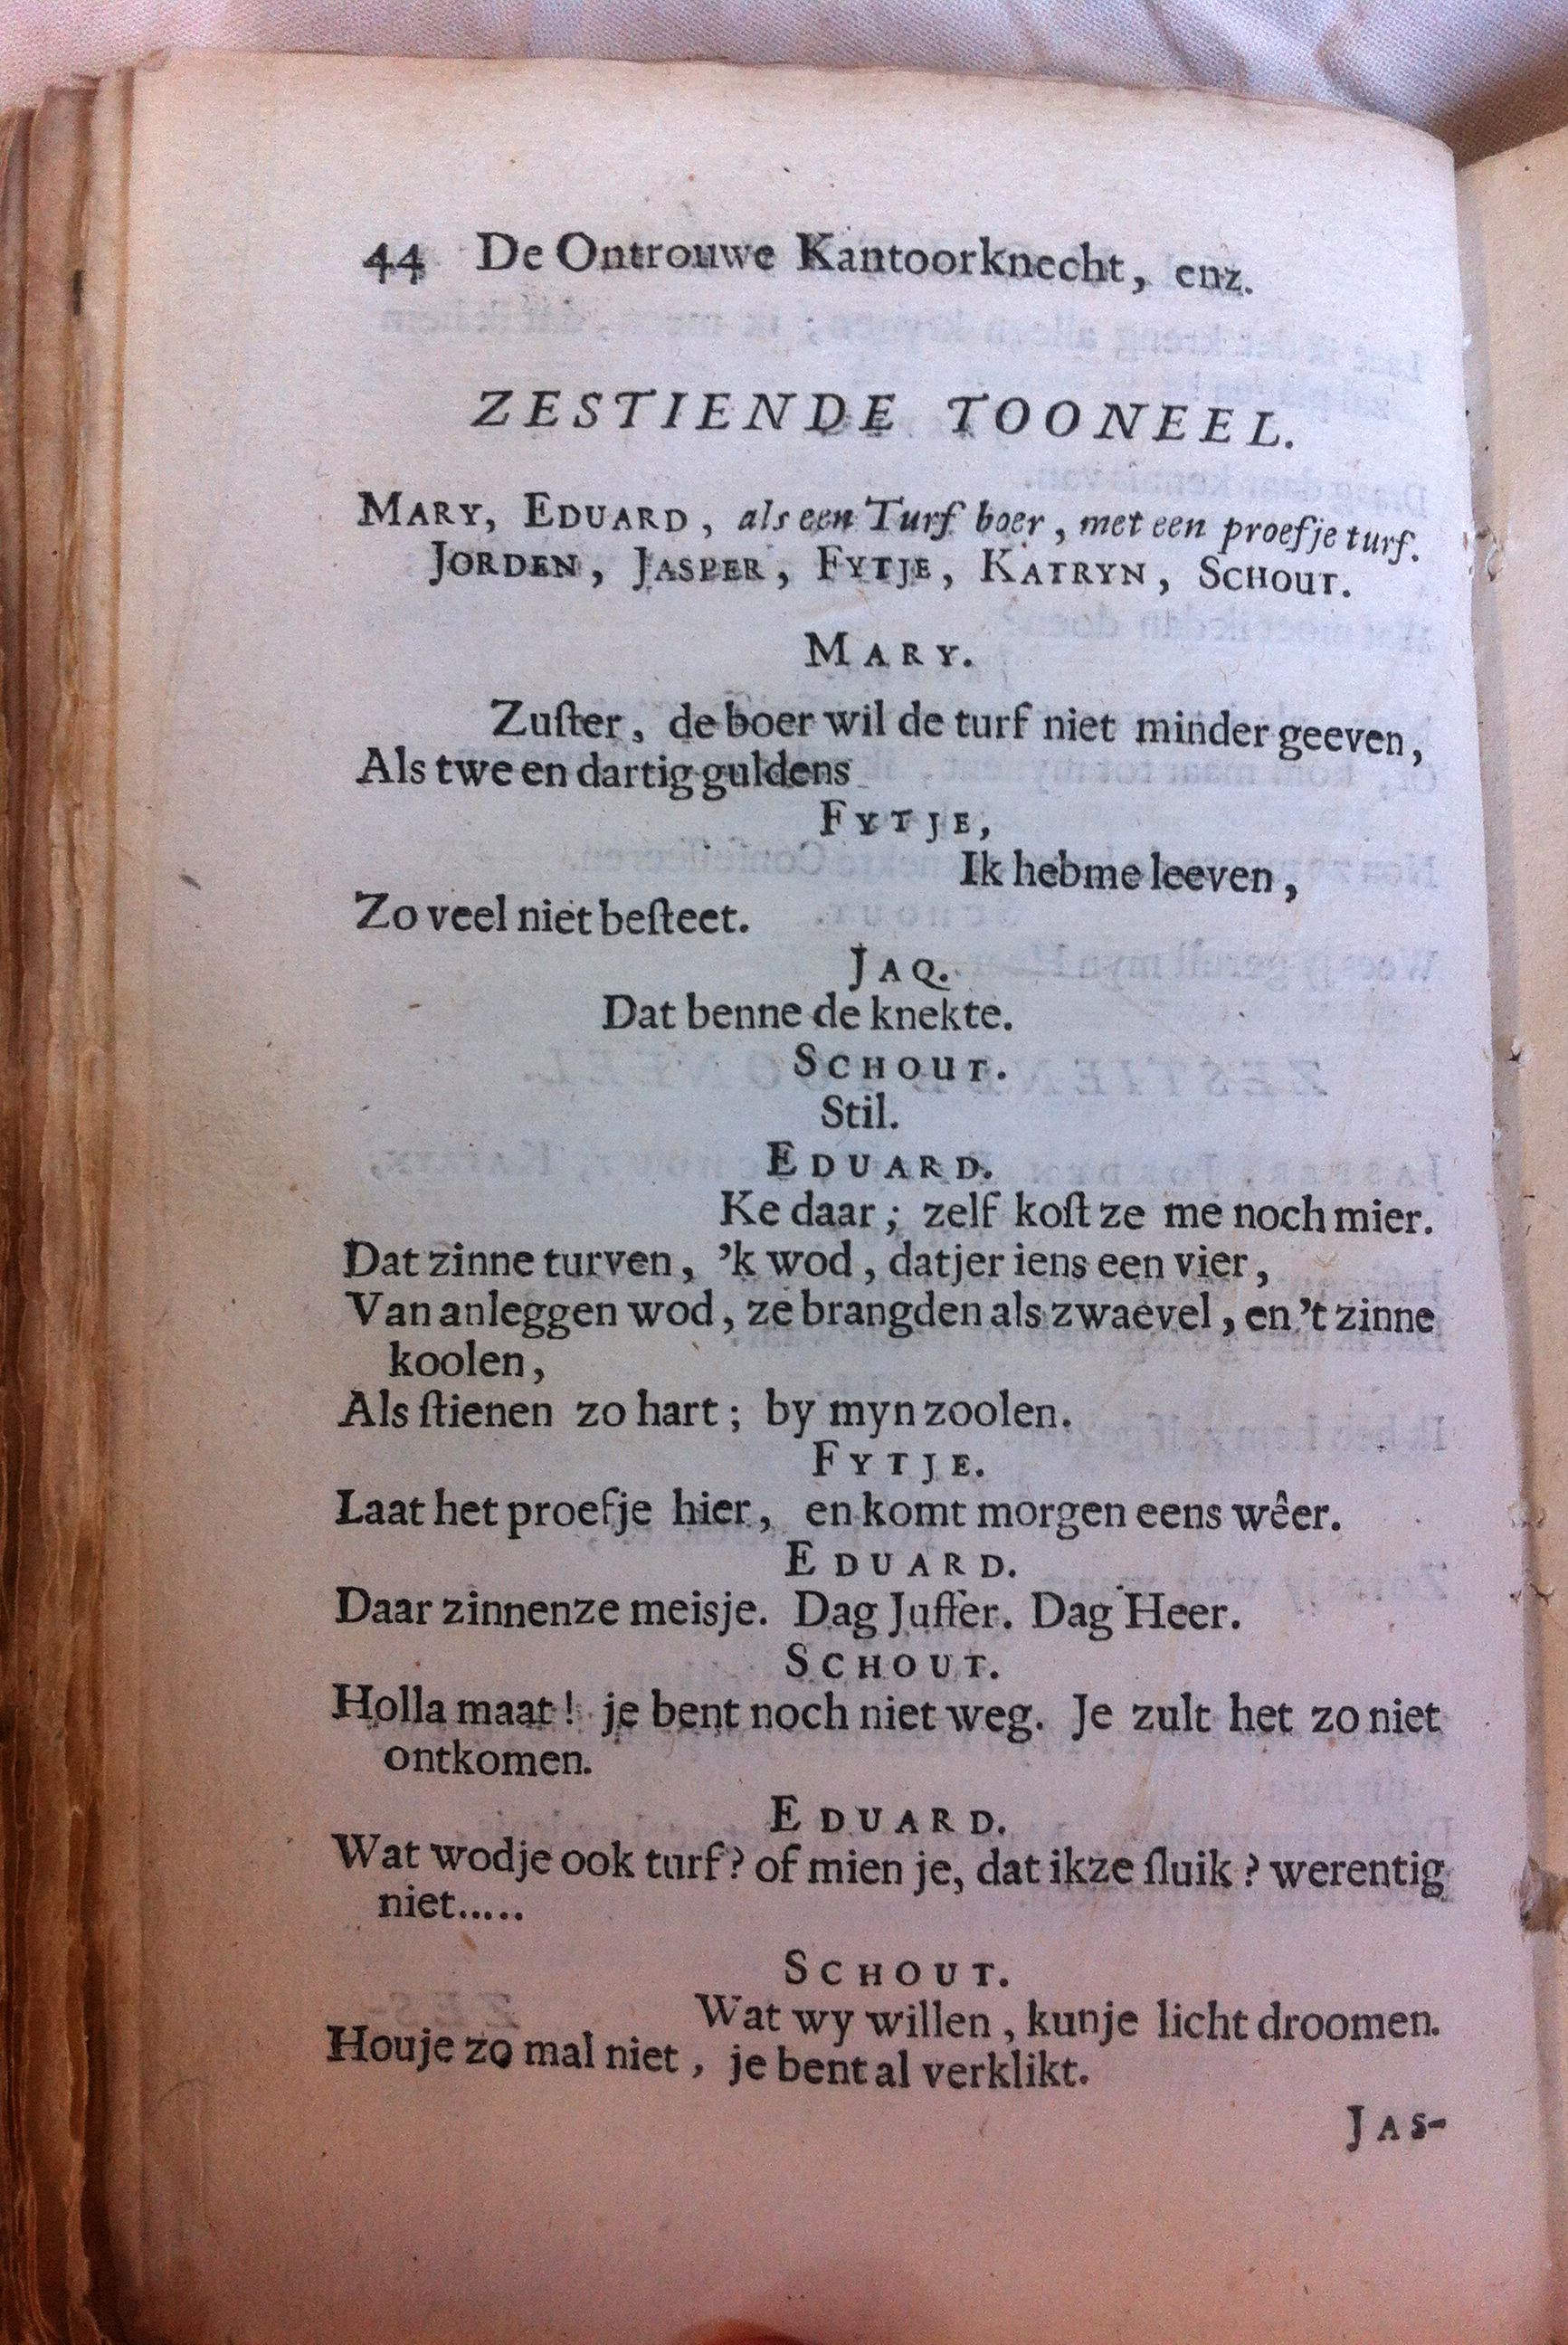 44 De Ontrouwe Kantoorknecht, enz.
ZESTIENDE TOONEEL.
MARY, EDUARD, als een Turf boer, met een proefje turf.
JORDEN, JASPER, FYTJE, KATRYN, SCHOUT.
MARY.
Zuſter, de boer wil de turf niet minder geeven,
Als twe en dartig guldens
FYTJE,
Ik heb me leeven,
Zo veel niet beſteet.
JAQ.
Dat benne de knekte.
SCHOUT.
Stil.
EDUARD.
Ke daar; zelf koſt ze me noch mier.
Dat zinne turven, 'k wod, datjer iens een vier,
Van anleggen wod, ze brangden als zwaevel, en 't zinne
koolen,
Als ſtienen zo hart; by myn zoolen.
FYTJE.
Laat het proefje hier, en komt morgen eens wêer.
EDUARD.
Daar zinnenze meisje. Dag Juffer. Dag Heer.
SCHOUT.
Holla maat! je bent noch niet weg. Je zult het zo niet
ontkomen.
EDUARD.
Wat wodje ook turf? of mien je, dat ikze ſluik? werentig
niet.....
SCHOUT.
Wat wy willen, kunje licht droomen.
Houje zo mal niet, je bent al verklikt.
JAS-